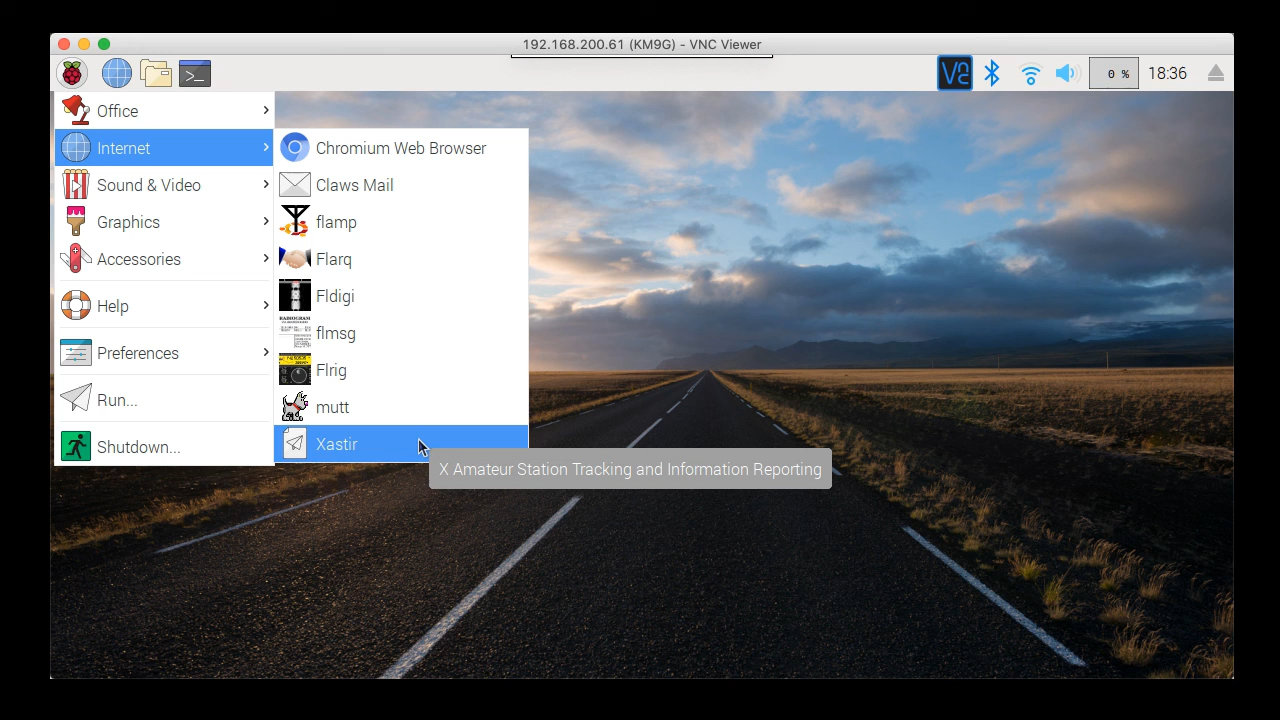 192.168.200.61 (KM9G) - VNC Viewer
0 %
18:36
Office
Internet
Sound & Video
Graphics
Accessories
Help
Preferences
Run...
Shutdown...
Chromium Web Browser
Claws Mail
flamp
Flarq
Fldigi
RADIOGRAM
flmsg
Flrig
mutt
Xastir
X Amateur Station Tracking and Information Reporting